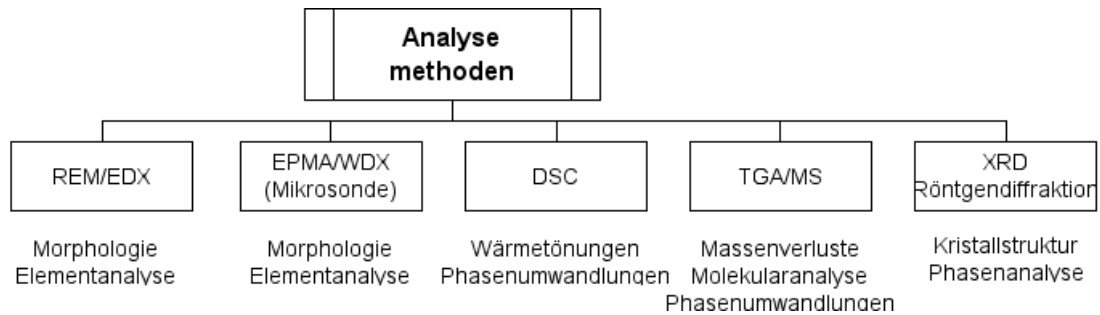 Analyse
methoden
REM/EDX
EPMA/WDX
(Mikrosonde)
DSC
TGA/MS
XRD
Röntgendiffraktion
Morphologie
Elementanalyse
Morphologie
Elementanalyse
Wärmetönungen
Phasenumwandlungen
Massenverluste
Molekularanalyse
Phasenumwandlungen
Kristallstruktur
Phasenanalyse